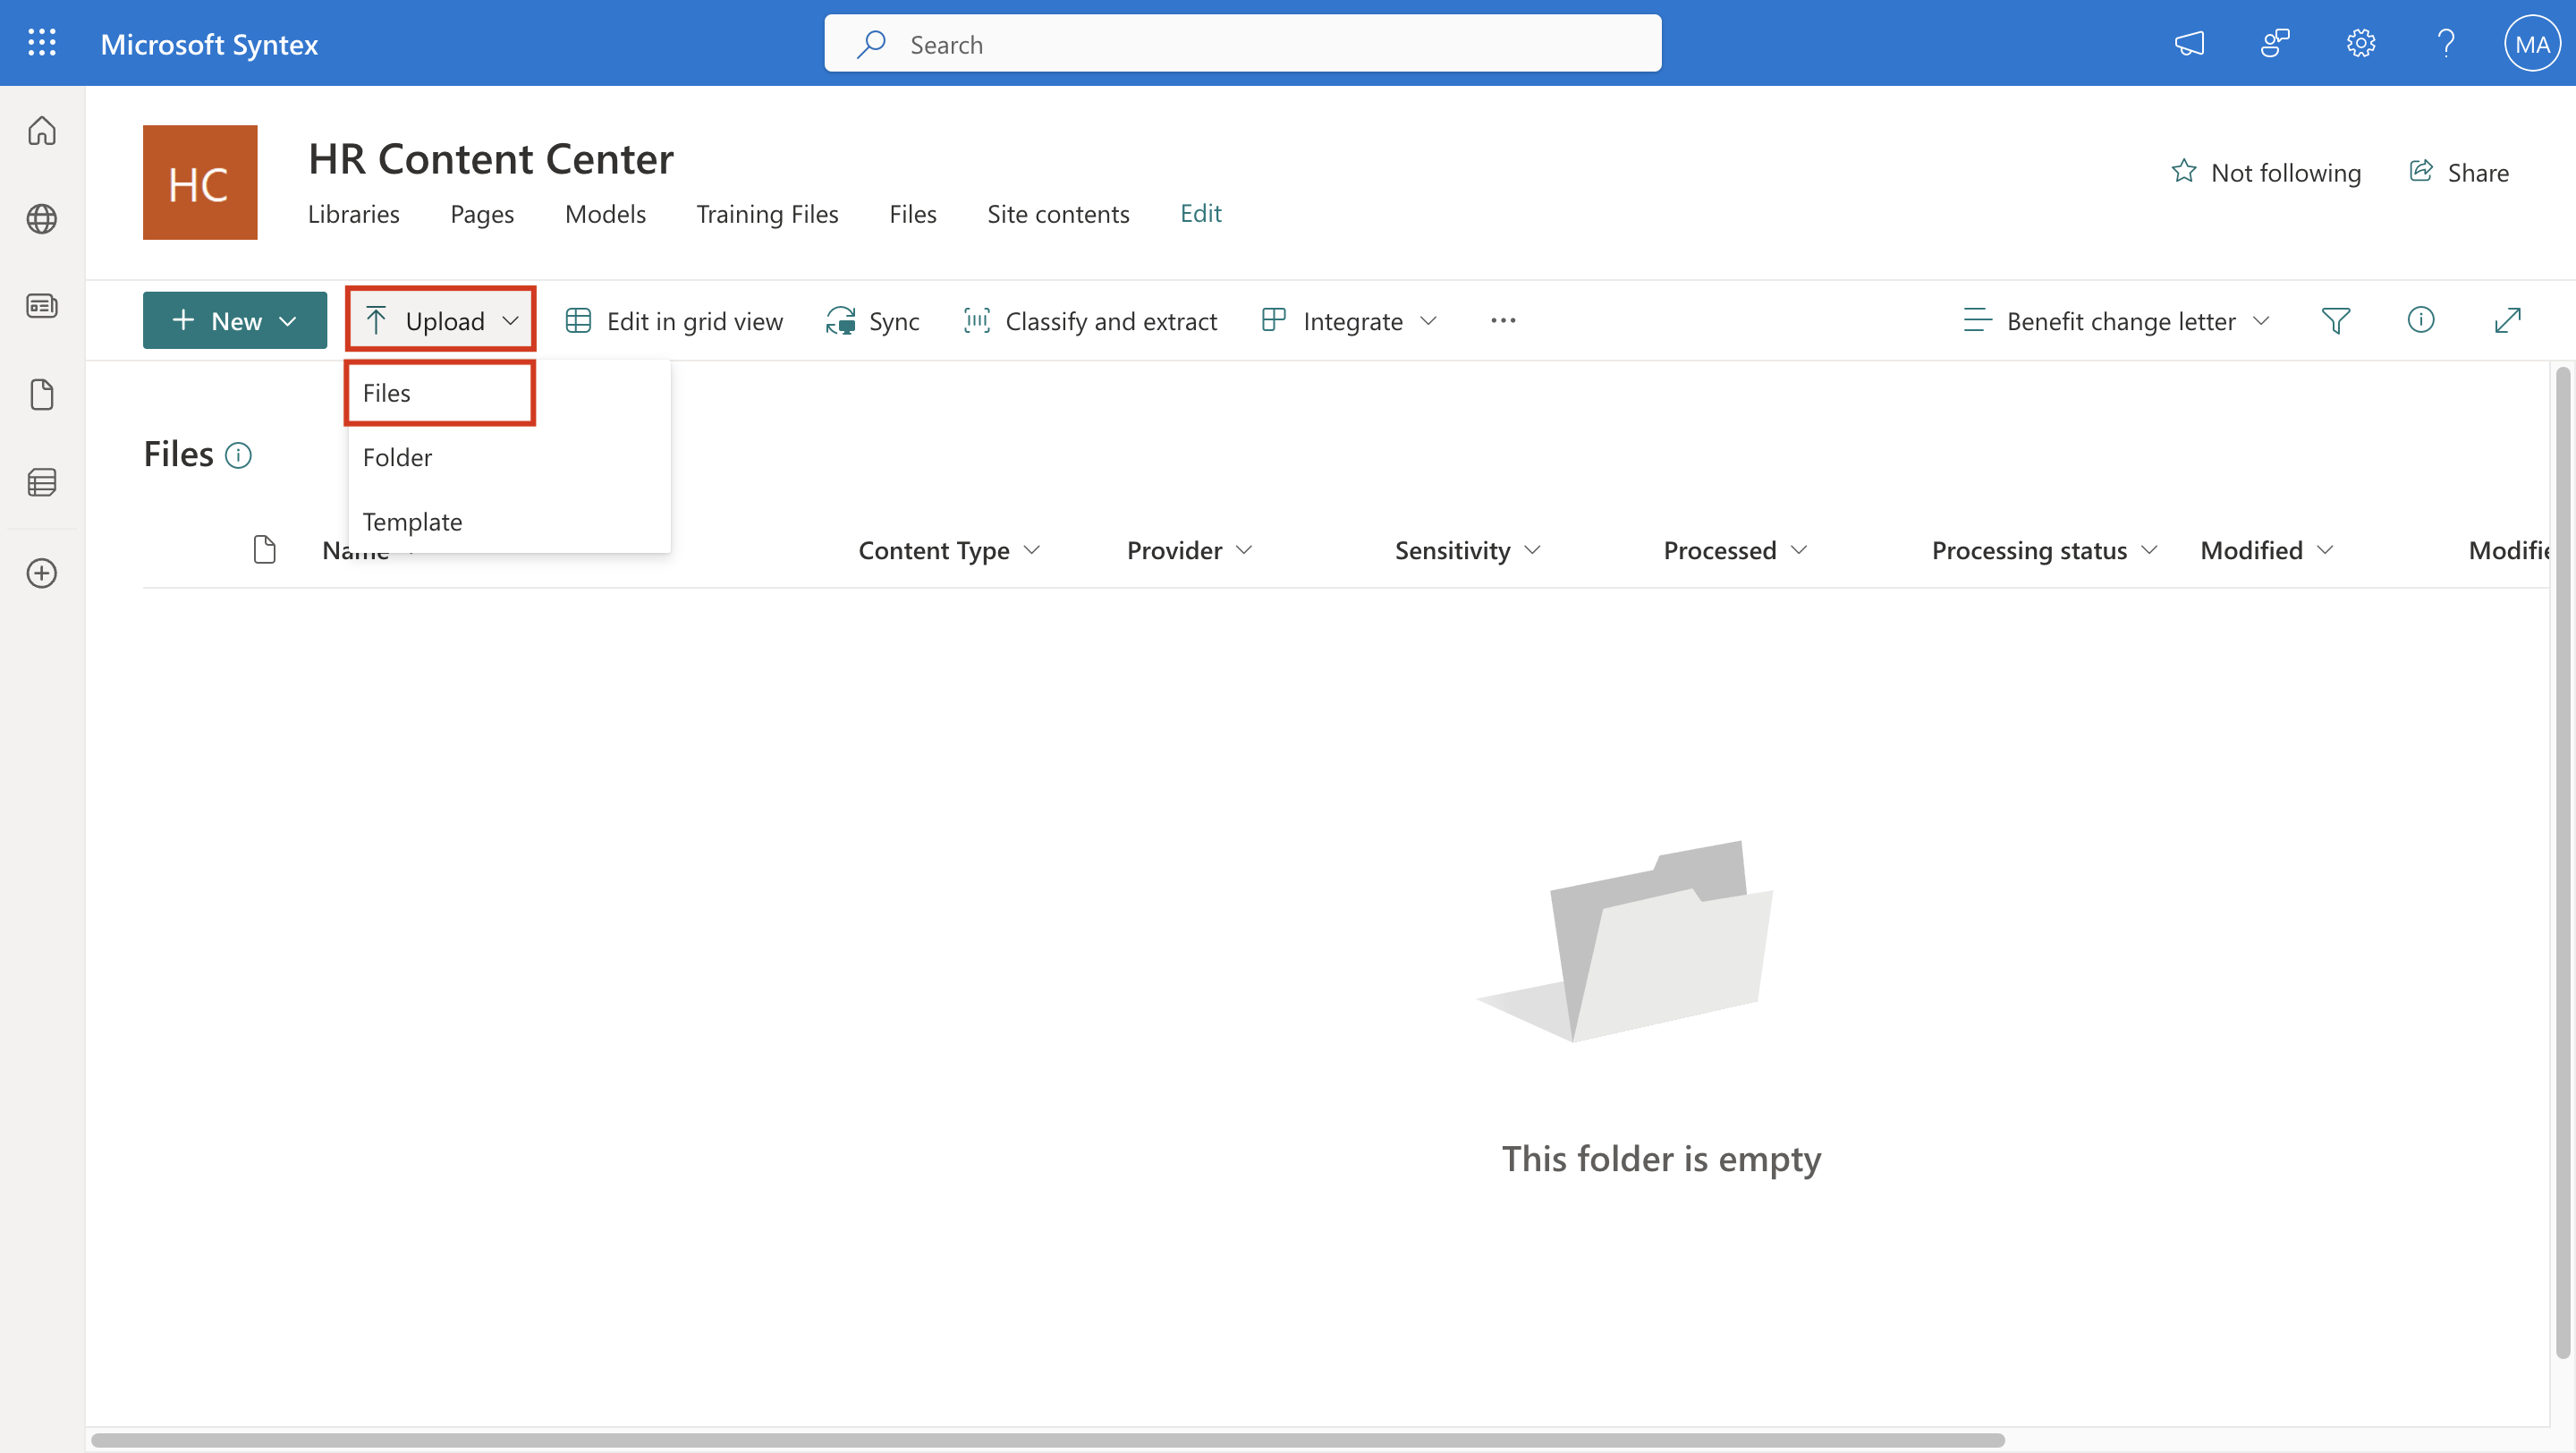 Microsoft Syntex
Search
MA
HC
HR Content Center
Not following
Share
Libraries
Pages
Models
Training Files
Files
Site contents
Edit
New
Upload
Edit in grid view
Sync
Classify and extract
Integrate
Benefit change letter
Files
Folder
Template
Files
Name
Content Type
Provider
Sensitivity
Processed
Processing status
Modified
Modifie
This folder is empty